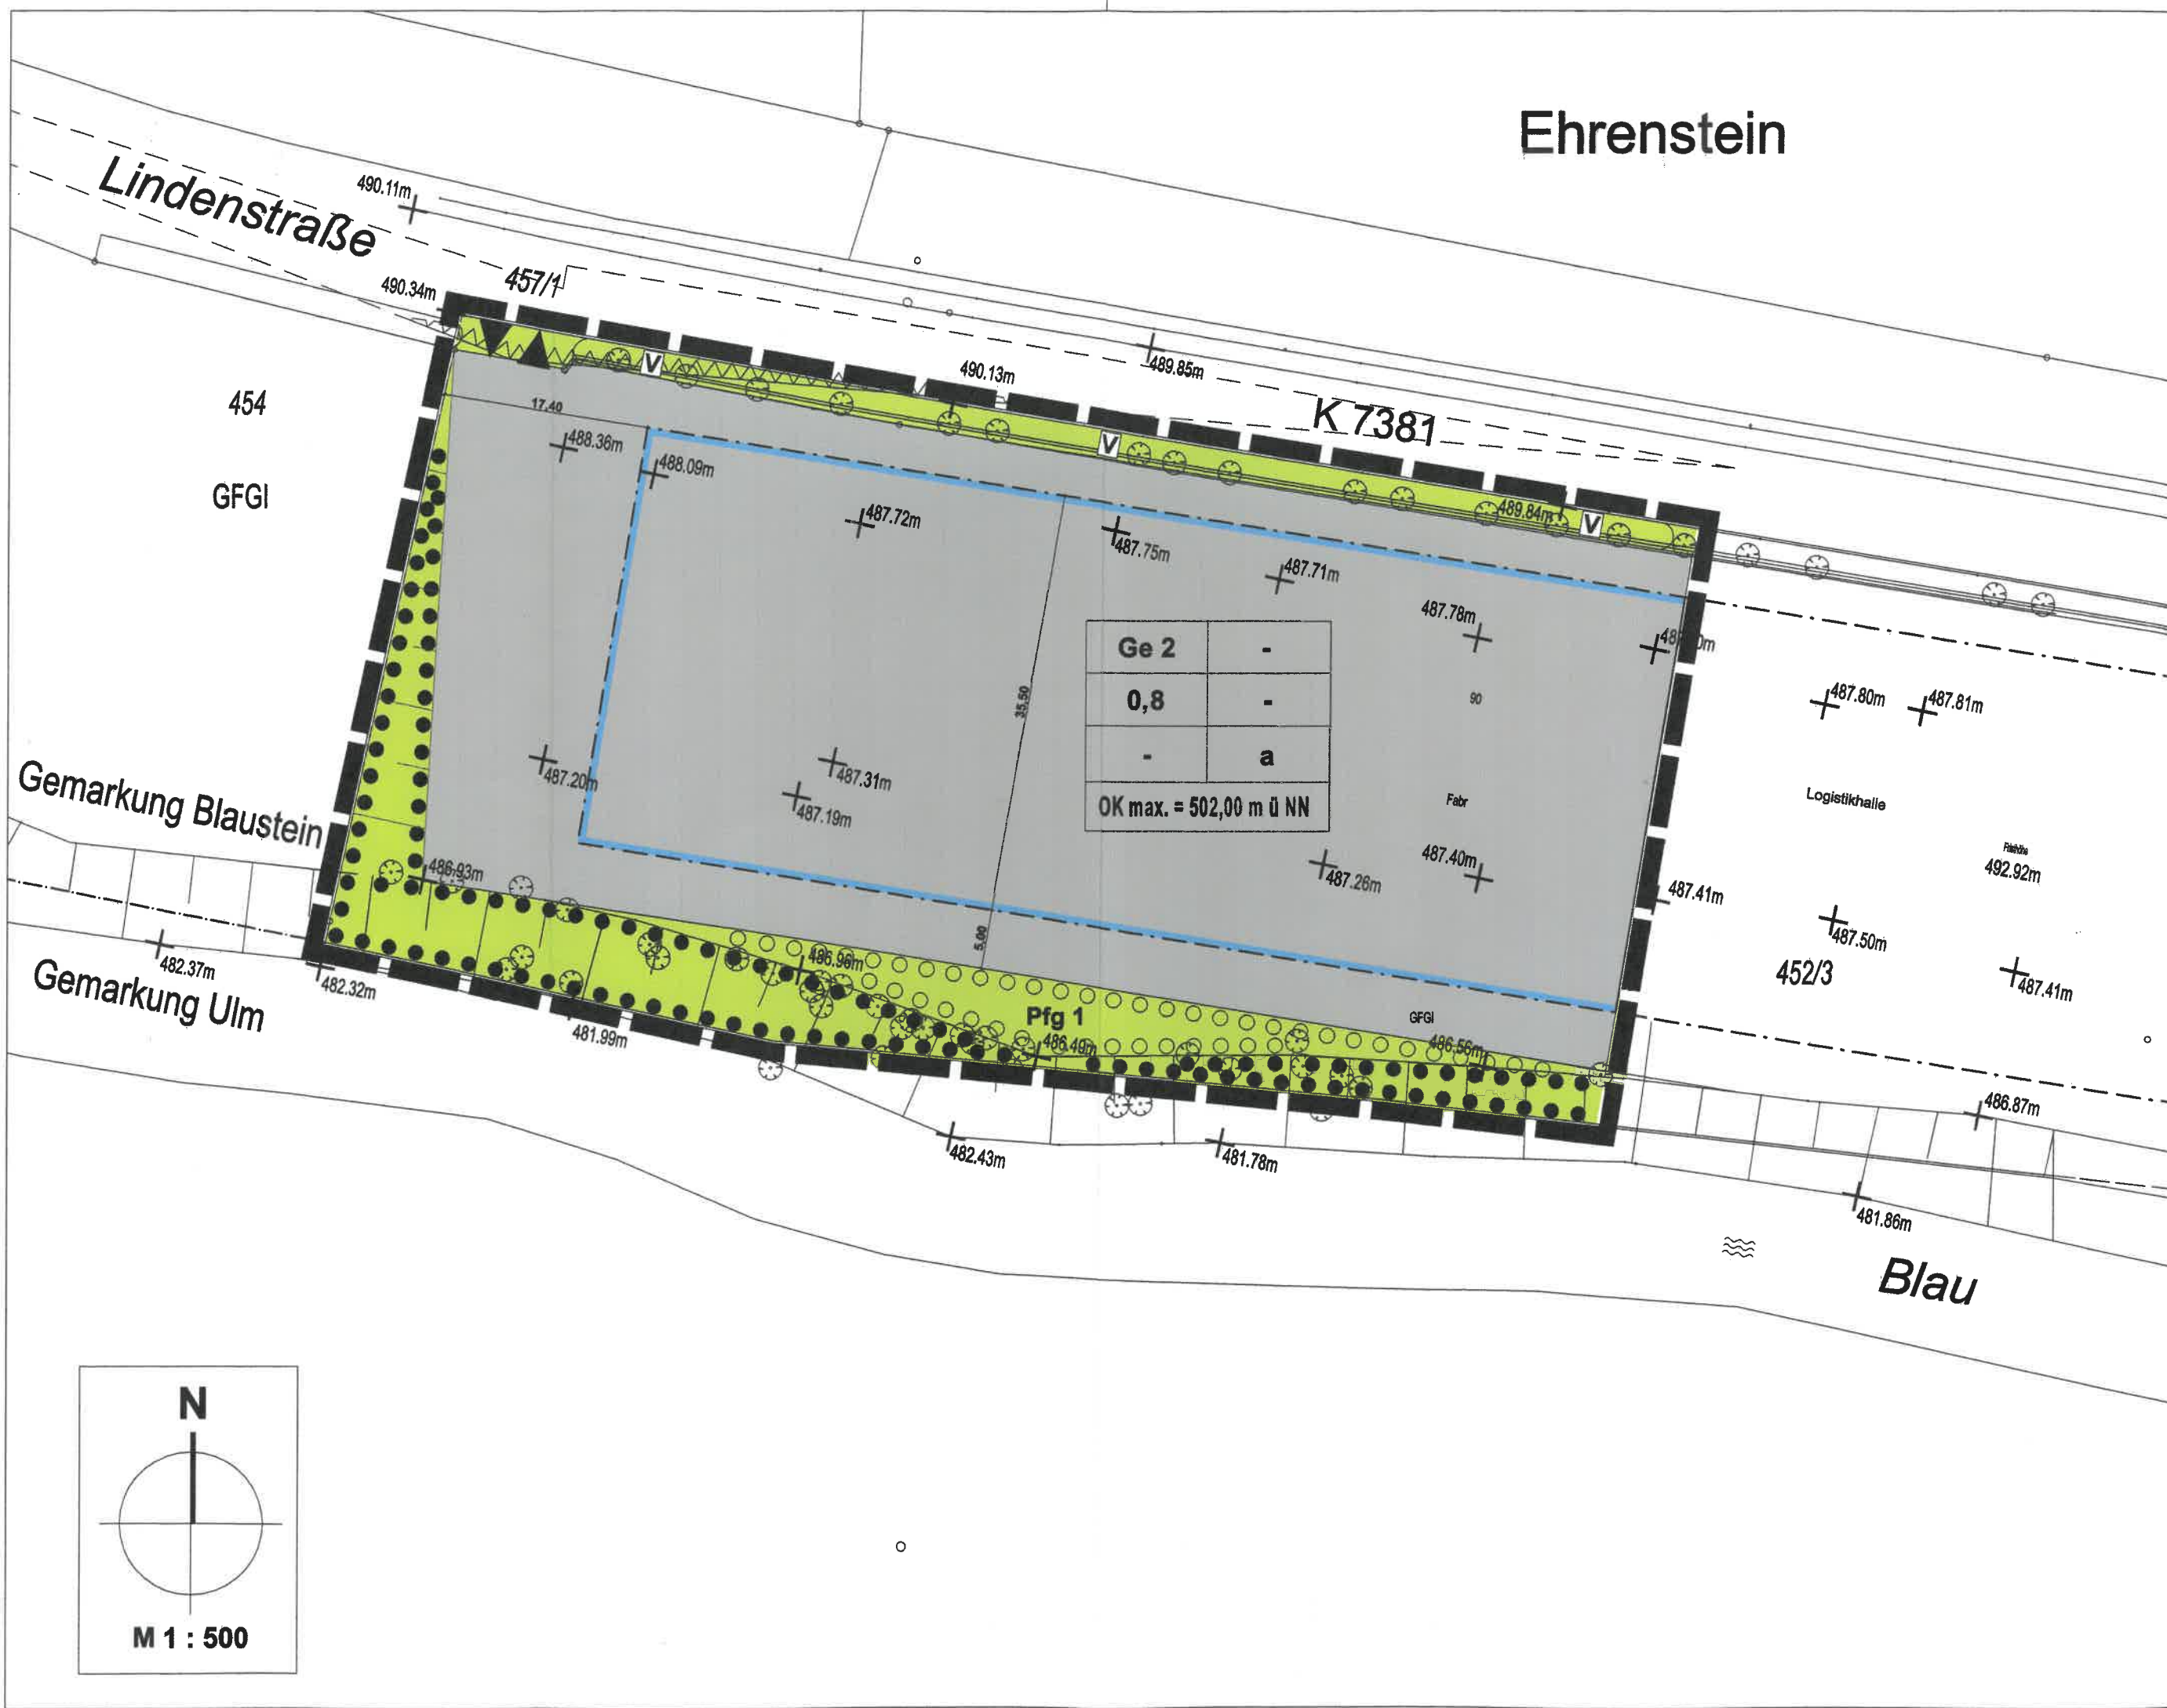 Ehrenstein
Lindenstraße
490.11m
490.34m
457/1
490.13m
489.85m
K 7381
454
GFGI
17,40
488.36m
488.09m
487.72m
487.75m
487.71m
487.78m
489.84m
V
V
V
Ge 2 -
0,8 -
- a
OK max. = 502,00 m ü NN
35,50
90
487.80m
487.81m
Fabr
Logistikhalle
492.92m
487.20m
487.31m
487.19m
487.26m
487.40m
487.41m
487.50m
452/3
487.41m
Gemarkung Blaustein
Gemarkung Ulm
486.93m
482.37m
482.32m
481.99m
486.96m
5,00
Pfg 1
486.49m
GFGI
486.56m
482.43m
481.78m
486.87m
481.86m
Blau
N
M 1 : 500